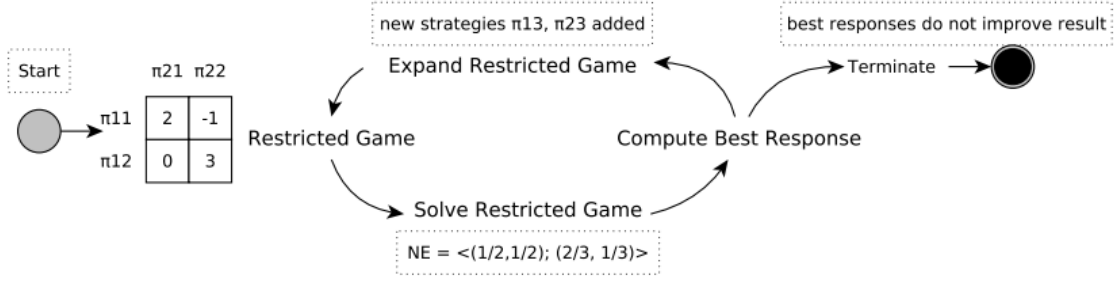 new strategies π13, π23 added
best responses do not improve result
Start
π21 π22
Expand Restricted Game
Terminate
π11 2 -1
Restricted Game
Compute Best Response
π12 0 3
Solve Restricted Game
NE = <(1/2,1/2); (2/3, 1/3)>